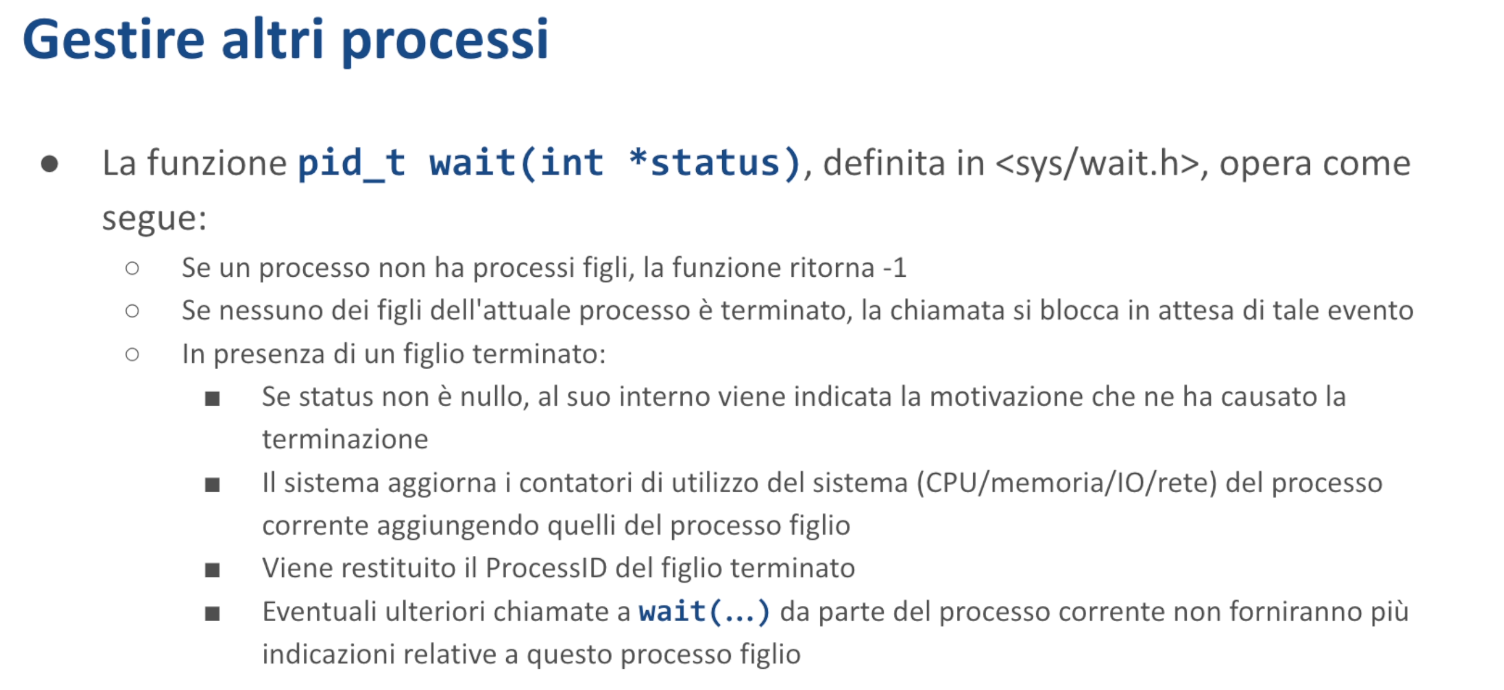 Gestire altri processi
● La funzione pid_t wait(int *status), definita in <sys/wait.h>, opera come
segue:
○ Se un processo non ha processi figli, la funzione ritorna -1
○ Se nessuno dei figli dell'attuale processo è terminato, la chiamata si blocca in attesa di tale evento
○ In presenza di un figlio terminato:
■ Se status non è nullo, al suo interno viene indicata la motivazione che ne ha causato la
terminazione
■ Il sistema aggiorna i contatori di utilizzo del sistema (CPU/memoria/IO/rete) del processo
corrente aggiungendo quelli del processo figlio
■ Viene restituito il ProcessID del figlio terminato
■ Eventuali ulteriori chiamate a wait(...) da parte del processo corrente non forniranno più
indicazioni relative a questo processo figlio